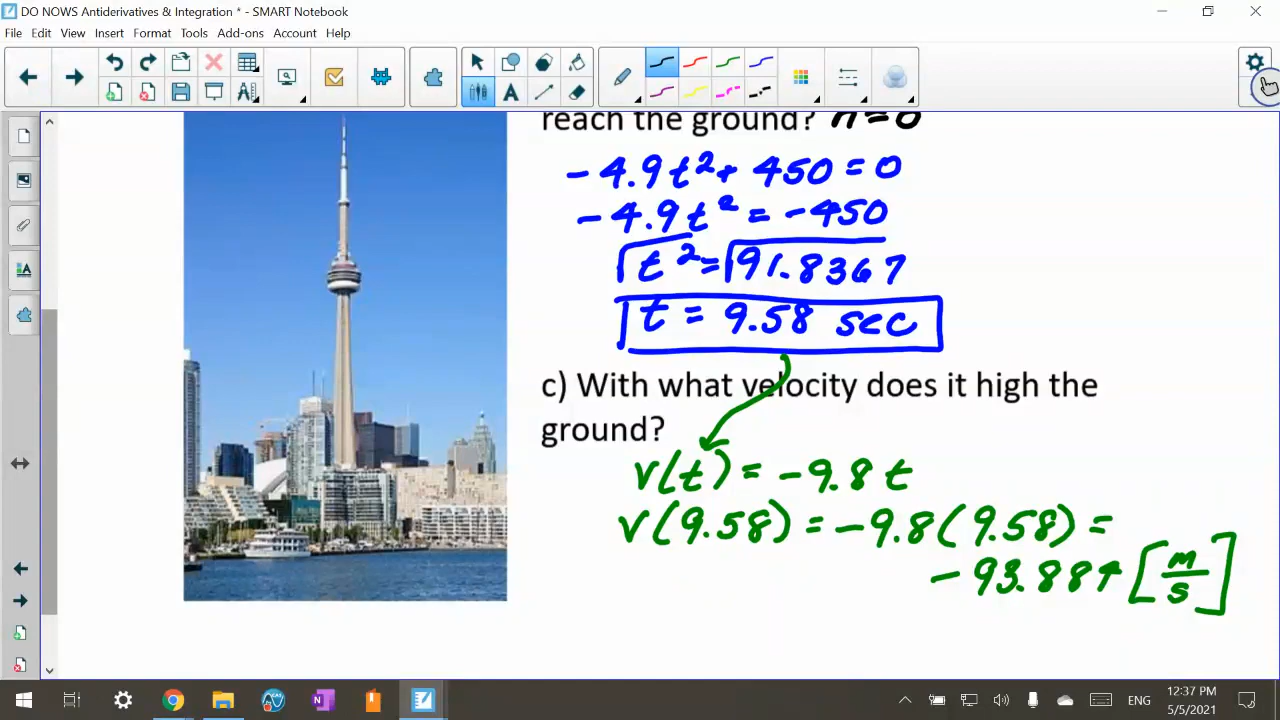 DO NOWS Antiderivatives & Integration * - SMART Notebook
File Edit View Insert Format Tools Add-ons Account Help
reach the ground? h = 0
-4.9t² + 450 = 0
-4.9t² = -450
√t² = √91.8367
t = 9.58 sec
c) With what velocity does it high the
ground?
v(t) = -9.8t
v(9.58) = -9.8(9.58) =
-93.884 [m/s]
ENG
12:37 PM
5/5/2021